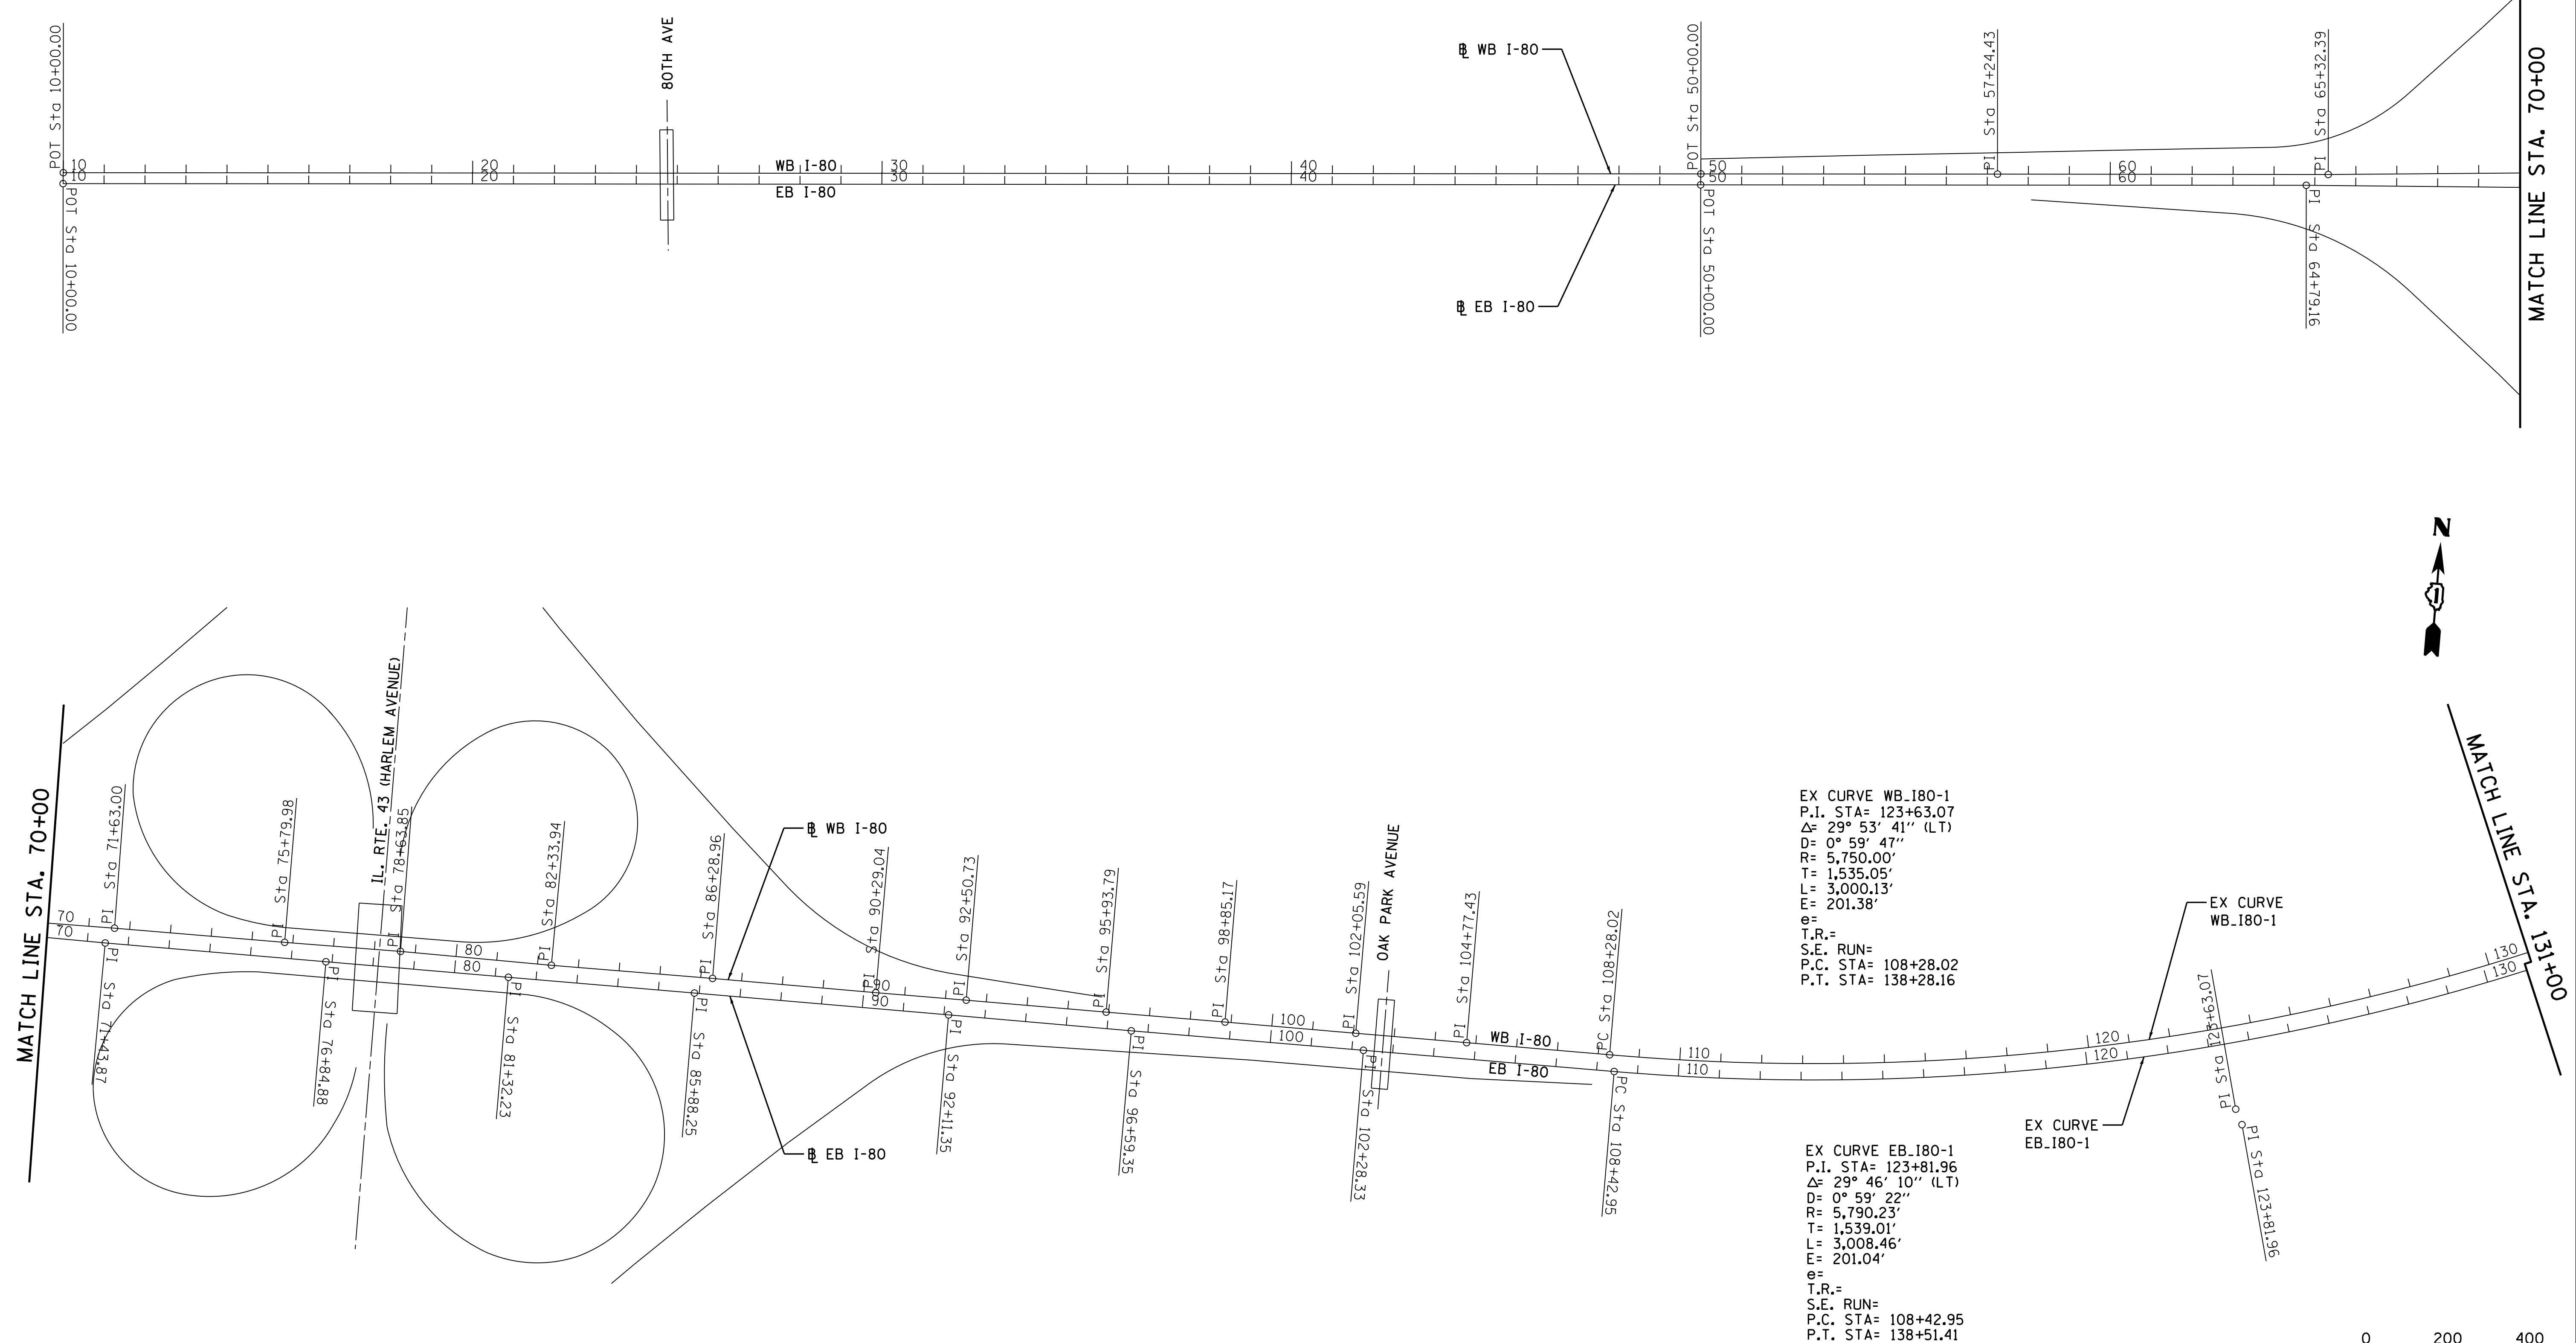 POT Sta 10+00.00
80TH AVE
℄ WB I-80
POT Sta 50+00.00
PI Sta 57+24.43
PI Sta 65+32.39
MATCH LINE STA. 70+00
10 20 30 40 50 60
WB I-80
10 20 30 40 50 60
EB I-80
POT Sta 10+00.00
℄ EB I-80
POT Sta 50+00.00
PI Sta 64+79.16
N
MATCH LINE STA. 70+00
PI Sta 71+63.00
PI Sta 75+79.98
IL. RTE. 43 (HARLEM AVENUE)
PI Sta 78+63.85
PI Sta 82+33.94
PI Sta 86+28.96
℄ WB I-80
PI Sta 90+29.04
PI Sta 92+50.73
PI Sta 95+93.79
PI Sta 98+85.17
PI Sta 102+05.59
OAK PARK AVENUE
PI Sta 104+77.43
PC Sta 108+28.02
70 80 90 100 110 120 130
WB I-80
70 80 90 100 110 120 130
EB I-80
PI Sta 71+43.87
PI Sta 76+84.88
PI Sta 81+32.23
PI Sta 85+88.25
℄ EB I-80
PI Sta 92+11.35
PI Sta 96+59.35
PI Sta 102+28.33
PC Sta 108+42.95
EX CURVE WB_I80-1
P.I. STA= 123+63.07
Δ= 29° 53' 41'' (LT)
D= 0° 59' 47''
R= 5,750.00'
T= 1,535.05'
L= 3,000.13'
E= 201.38'
e=
T.R.=
S.E. RUN=
P.C. STA= 108+28.02
P.T. STA= 138+28.16
EX CURVE
WB_I80-1
PI Sta 123+63.07
MATCH LINE STA. 131+00
EX CURVE
EB_I80-1
PI Sta 123+81.96
EX CURVE EB_I80-1
P.I. STA= 123+81.96
Δ= 29° 46' 10'' (LT)
D= 0° 59' 22''
R= 5,790.23'
T= 1,539.01'
L= 3,008.46'
E= 201.04'
e=
T.R.=
S.E. RUN=
P.C. STA= 108+42.95
P.T. STA= 138+51.41
0 200 400